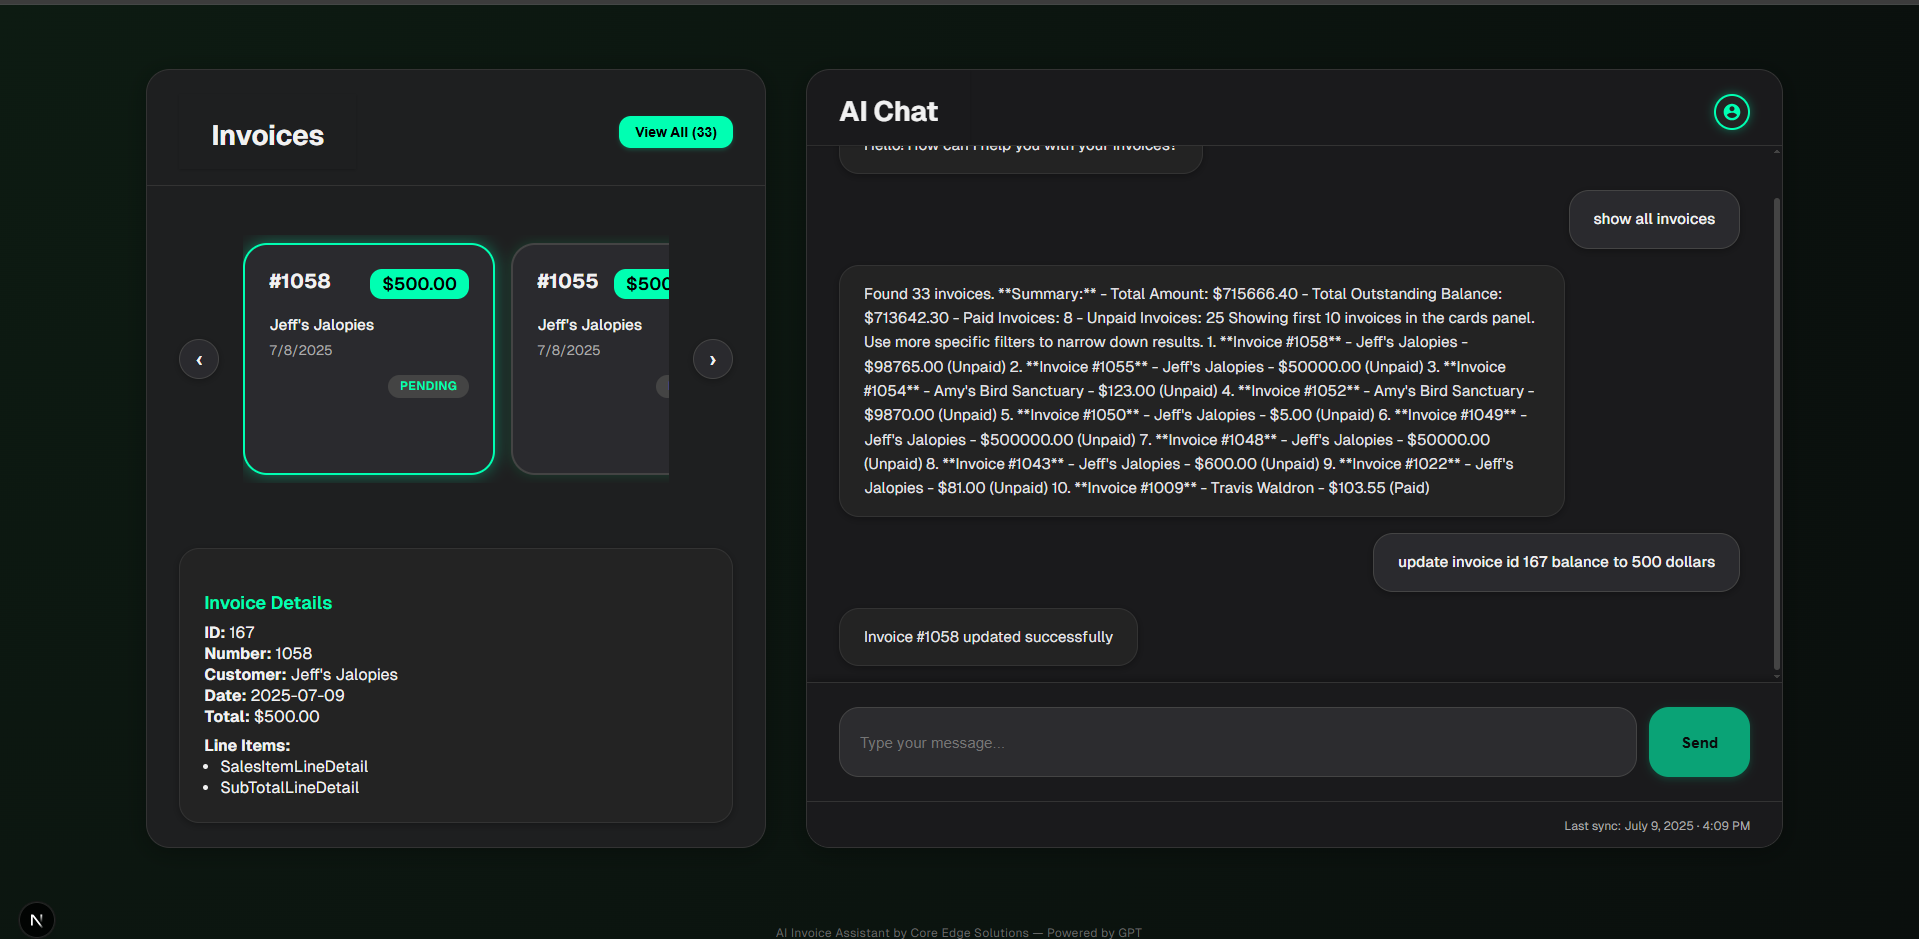 Invoices
View All (33)
#1058
$500.00
Jeff's Jalopies
7/8/2025
PENDING
#1055
$500
Jeff's Jalopies
7/8/2025
‹
›
Invoice Details
ID: 167
Number: 1058
Customer: Jeff's Jalopies
Date: 2025-07-09
Total: $500.00
Line Items:
• SalesItemLineDetail
• SubTotalLineDetail
AI Chat
Hello! How can I help you with your invoices?
show all invoices
Found 33 invoices. **Summary:** - Total Amount: $715666.40 - Total Outstanding Balance:
$713642.30 - Paid Invoices: 8 - Unpaid Invoices: 25 Showing first 10 invoices in the cards panel.
Use more specific filters to narrow down results. 1. **Invoice #1058** - Jeff's Jalopies -
$98765.00 (Unpaid) 2. **Invoice #1055** - Jeff's Jalopies - $50000.00 (Unpaid) 3. **Invoice
#1054** - Amy's Bird Sanctuary - $123.00 (Unpaid) 4. **Invoice #1052** - Amy's Bird Sanctuary -
$9870.00 (Unpaid) 5. **Invoice #1050** - Jeff's Jalopies - $5.00 (Unpaid) 6. **Invoice #1049** -
Jeff's Jalopies - $500000.00 (Unpaid) 7. **Invoice #1048** - Jeff's Jalopies - $50000.00
(Unpaid) 8. **Invoice #1043** - Jeff's Jalopies - $600.00 (Unpaid) 9. **Invoice #1022** - Jeff's
Jalopies - $81.00 (Unpaid) 10. **Invoice #1009** - Travis Waldron - $103.55 (Paid)
update invoice id 167 balance to 500 dollars
Invoice #1058 updated successfully
Type your message...
Send
Last sync: July 9, 2025 · 4:09 PM
N
AI Invoice Assistant by Core Edge Solutions — Powered by GPT